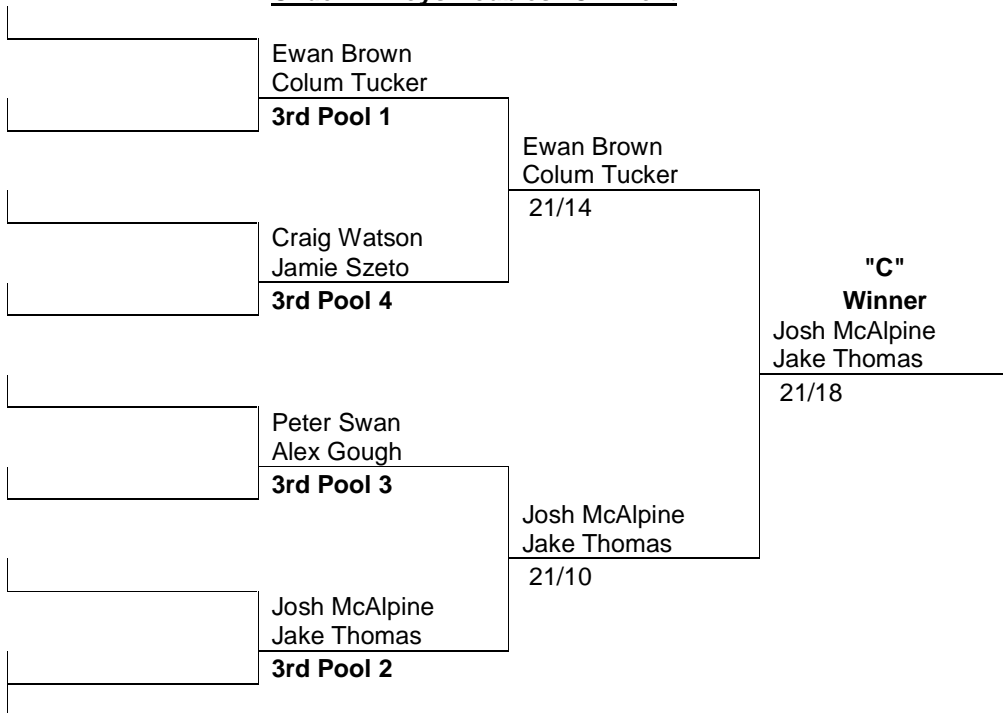 Ewan Brown
Colum Tucker
3rd Pool 1
Ewan Brown
Colum Tucker
21/14
Craig Watson
Jamie Szeto
3rd Pool 4
"C"
Winner
Josh McAlpine
Jake Thomas
21/18
Peter Swan
Alex Gough
3rd Pool 3
Josh McAlpine
Jake Thomas
21/10
Josh McAlpine
Jake Thomas
3rd Pool 2